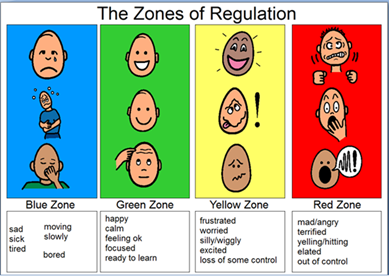 The Zones of Regulation
Blue Zone
Green Zone
Yellow Zone
Red Zone
sad
sick
tired
moving
slowly
bored
happy
calm
feeling ok
focused
ready to learn
frustrated
worried
silly/wiggly
excited
loss of some control
mad/angry
terrified
yelling/hitting
elated
out of control